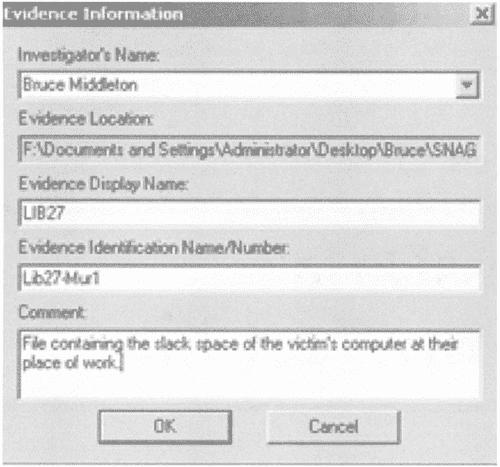 Evidence Information
Investigator's Name:
Bruce Middleton
Evidence Location:
F:\Documents and Settings\Administrator\Desktop\Bruce\SNAG
Evidence Display Name:
LIB27
Evidence Identification Name/Number:
Lib27-Mur1
Comment:
File containing the slack space of the victim's computer at their
place of work.
OK
Cancel